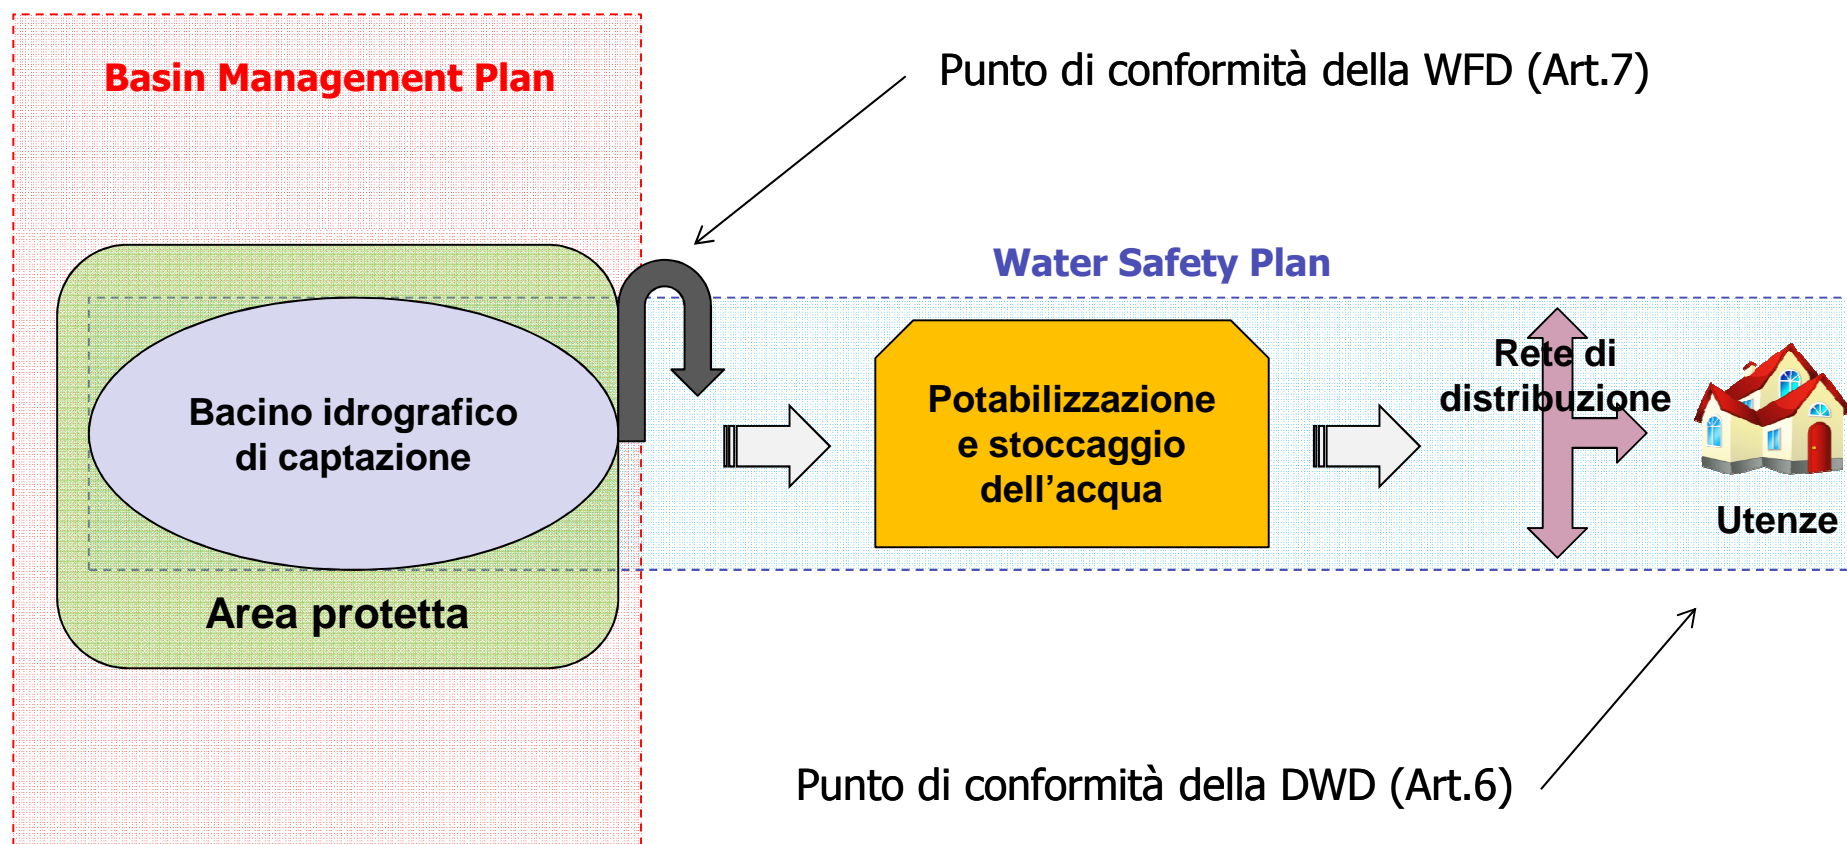 Basin Management Plan
Punto di conformità della WFD (Art.7)
Water Safety Plan
Bacino idrografico
di captazione
Area protetta
Potabilizzazione
e stoccaggio
dell’acqua
Rete di
distribuzione
Utenze
Punto di conformità della DWD (Art.6)